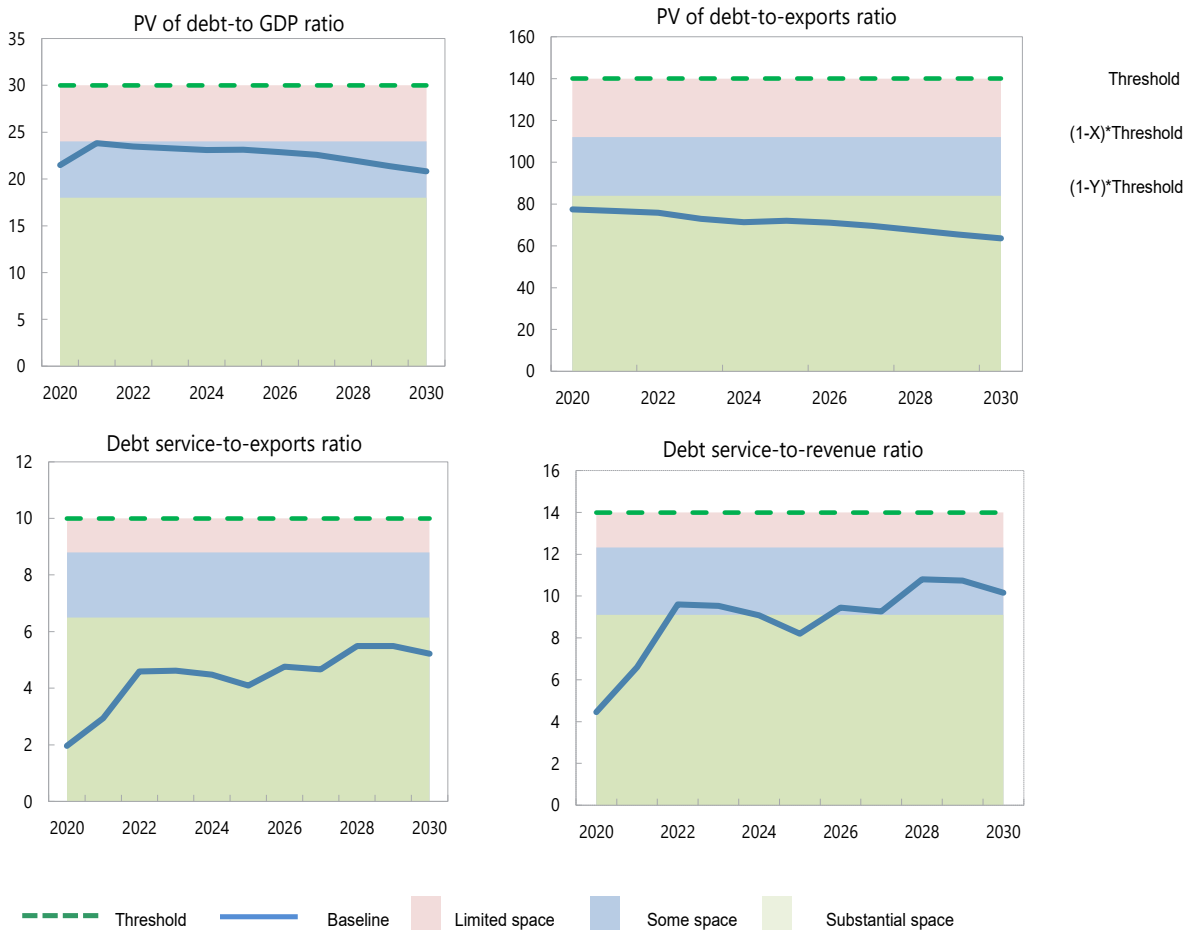 PV of debt-to GDP ratio
35
30
25
20
15
10
5
0
2020 2022 2024 2026 2028 2030
PV of debt-to-exports ratio
160
140
120
100
80
60
40
20
0
2020 2022 2024 2026 2028 2030
Threshold
(1-X)*Threshold
(1-Y)*Threshold
Debt service-to-exports ratio
12
10
8
6
4
2
0
2020 2022 2024 2026 2028 2030
Debt service-to-revenue ratio
16
14
12
10
8
6
4
2
0
2020 2022 2024 2026 2028 2030
Threshold Baseline Limited space Some space Substantial space